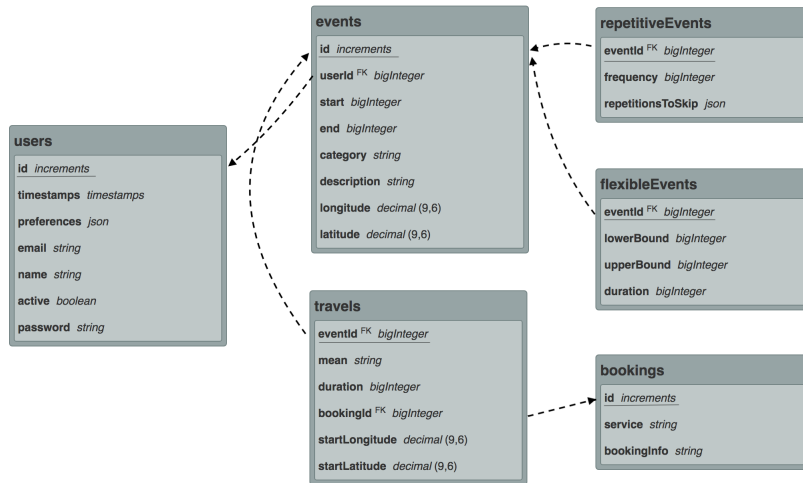 users
id increments
timestamps timestamps
preferences json
email string
name string
active boolean
password string
events
id increments
userId FK bigInteger
start bigInteger
end bigInteger
category string
description string
longitude decimal (9,6)
latitude decimal (9,6)
travels
eventId FK bigInteger
mean string
duration bigInteger
bookingId FK bigInteger
startLongitude decimal (9,6)
startLatitude decimal (9,6)
repetitiveEvents
eventId FK bigInteger
frequency bigInteger
repetitionsToSkip json
flexibleEvents
eventId FK bigInteger
lowerBound bigInteger
upperBound bigInteger
duration bigInteger
bookings
id increments
service string
bookingInfo string